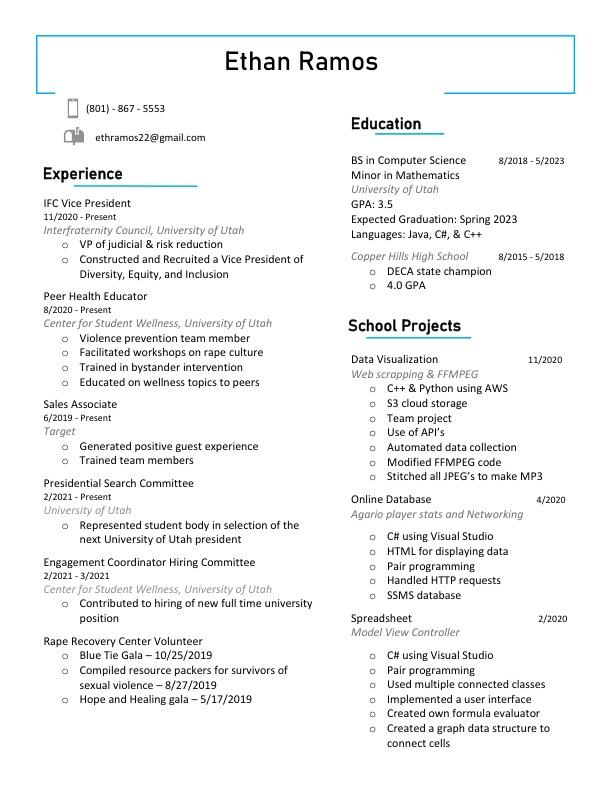 Ethan Ramos
(801) - 867 - 5553
ethramos22@gmail.com
Experience
IFC Vice President
11/2020 - Present
Interfraternity Council, University of Utah
o VP of judicial & risk reduction
o Constructed and Recruited a Vice President of
Diversity, Equity, and Inclusion
Peer Health Educator
8/2020 - Present
Center for Student Wellness, University of Utah
o Violence prevention team member
o Facilitated workshops on rape culture
o Trained in bystander intervention
o Educated on wellness topics to peers
Sales Associate
6/2019 - Present
Target
o Generated positive guest experience
o Trained team members
Presidential Search Committee
2/2021 - Present
University of Utah
o Represented student body in selection of the
next University of Utah president
Engagement Coordinator Hiring Committee
2/2021 - 3/2021
Center for Student Wellness, University of Utah
o Contributed to hiring of new full time university
position
Rape Recovery Center Volunteer
o Blue Tie Gala – 10/25/2019
o Compiled resource packers for survivors of
sexual violence – 8/27/2019
o Hope and Healing gala – 5/17/2019
Education
BS in Computer Science 8/2018 - 5/2023
Minor in Mathematics
University of Utah
GPA: 3.5
Expected Graduation: Spring 2023
Languages: Java, C#, & C++
Copper Hills High School 8/2015 - 5/2018
o DECA state champion
o 4.0 GPA
School Projects
Data Visualization 11/2020
Web scrapping & FFMPEG
o C++ & Python using AWS
o S3 cloud storage
o Team project
o Use of API's
o Automated data collection
o Modified FFMPEG code
o Stitched all JPEG's to make MP3
Online Database 4/2020
Agario player stats and Networking
o C# using Visual Studio
o HTML for displaying data
o Pair programming
o Handled HTTP requests
o SSMS database
Spreadsheet 2/2020
Model View Controller
o C# using Visual Studio
o Pair programming
o Used multiple connected classes
o Implemented a user interface
o Created own formula evaluator
o Created a graph data structure to
connect cells